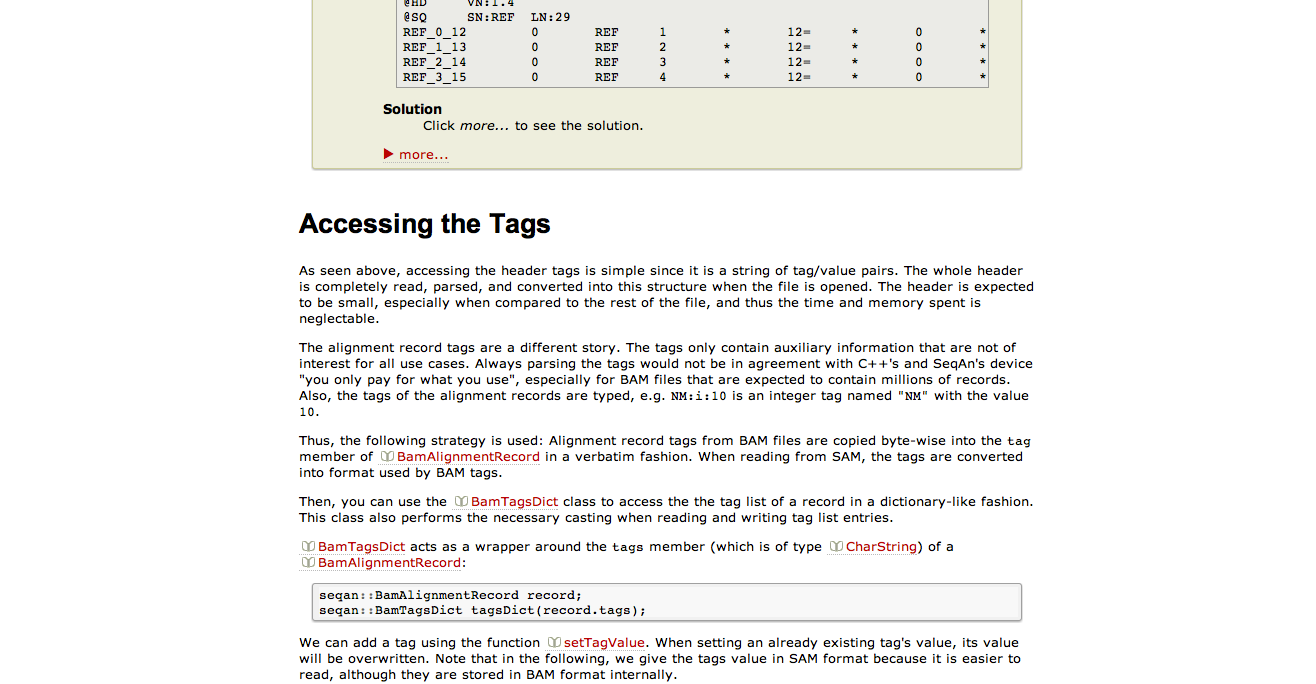 @HD VN:1.4
@SQ SN:REF LN:29
REF_0_12 0 REF 1 * 12= * 0 *
REF_1_13 0 REF 2 * 12= * 0 *
REF_2_14 0 REF 3 * 12= * 0 *
REF_3_15 0 REF 4 * 12= * 0 *
Solution
Click more... to see the solution.
more...
Accessing the Tags
As seen above, accessing the header tags is simple since it is a string of tag/value pairs. The whole header
is completely read, parsed, and converted into this structure when the file is opened. The header is expected
to be small, especially when compared to the rest of the file, and thus the time and memory spent is
neglectable.
The alignment record tags are a different story. The tags only contain auxiliary information that are not of
interest for all use cases. Always parsing the tags would not be in agreement with C++'s and SeqAn's device
"you only pay for what you use", especially for BAM files that are expected to contain millions of records.
Also, the tags of the alignment records are typed, e.g. NM:i:10 is an integer tag named "NM" with the value
10.
Thus, the following strategy is used: Alignment record tags from BAM files are copied byte-wise into the tag
member of BamAlignmentRecord in a verbatim fashion. When reading from SAM, the tags are converted
into format used by BAM tags.
Then, you can use the BamTagsDict class to access the the tag list of a record in a dictionary-like fashion.
This class also performs the necessary casting when reading and writing tag list entries.
BamTagsDict acts as a wrapper around the tags member (which is of type CharString) of a
BamAlignmentRecord:
seqan::BamAlignmentRecord record;
seqan::BamTagsDict tagsDict(record.tags);
We can add a tag using the function setTagValue. When setting an already existing tag's value, its value
will be overwritten. Note that in the following, we give the tags value in SAM format because it is easier to
read, although they are stored in BAM format internally.